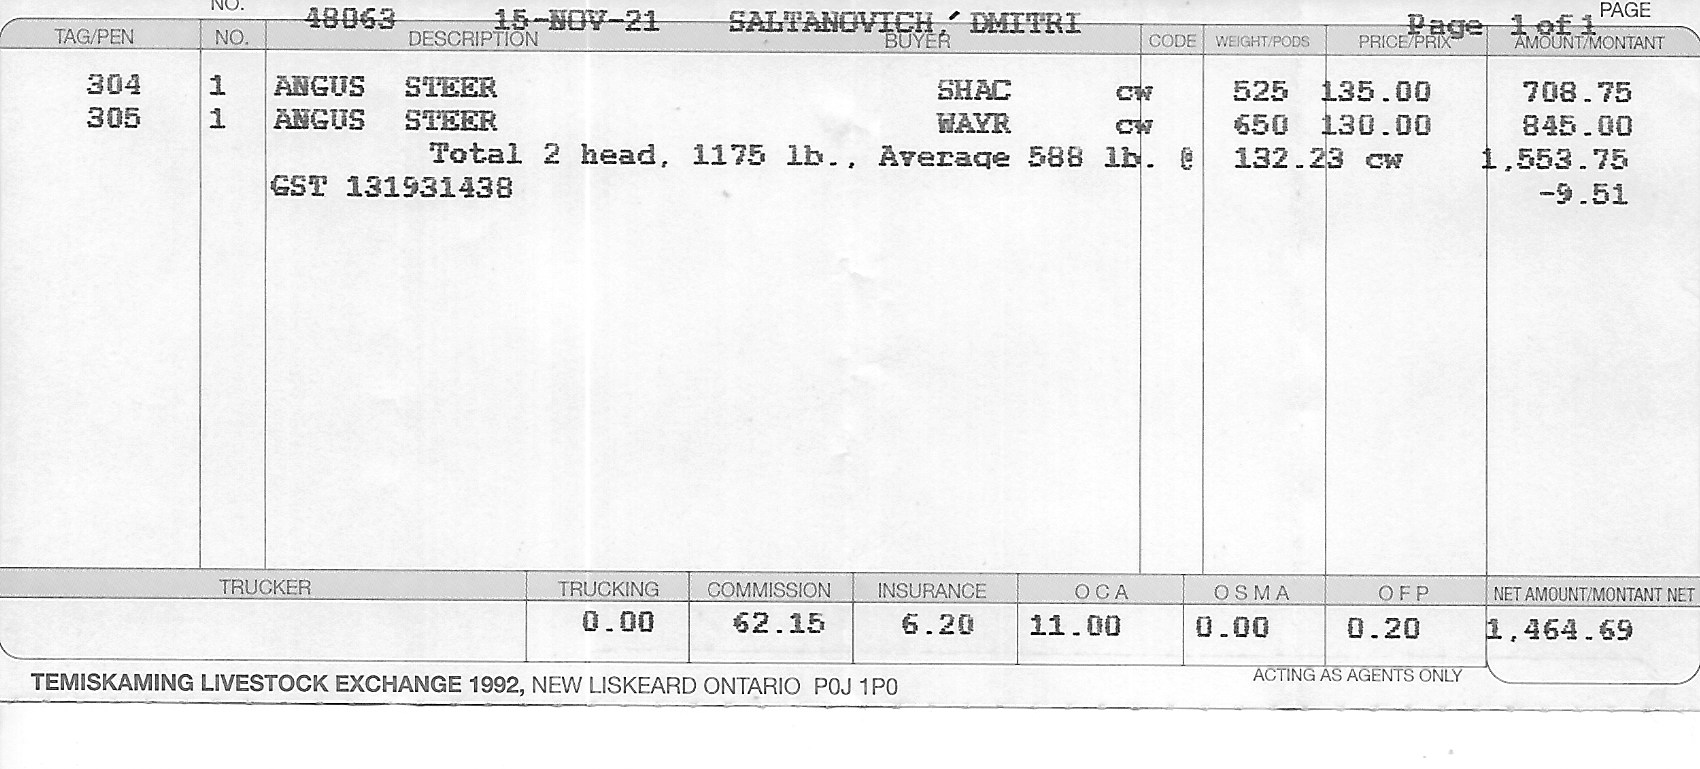 NO.
48063 15-NOV-21 SALTANOVICH, DMITRI Page 1 of 1 PAGE
TAG/PEN NO. DESCRIPTION BUYER CODE WEIGHT/PODS PRICE/PRIX AMOUNT/MONTANT
304 1 ANGUS STEER SHAC cw 525 135.00 708.75
305 1 ANGUS STEER WAYR cw 650 130.00 845.00
Total 2 head, 1175 lb., Average 588 lb. @ 132.23 cw 1,553.75
GST 131931438 -9.51
TRUCKER TRUCKING COMMISSION INSURANCE OCA OSMA OFP NET AMOUNT/MONTANT NET
0.00 62.15 6.20 11.00 0.00 0.20 1,464.69
ACTING AS AGENTS ONLY
TEMISKAMING LIVESTOCK EXCHANGE 1992, NEW LISKEARD ONTARIO P0J 1P0